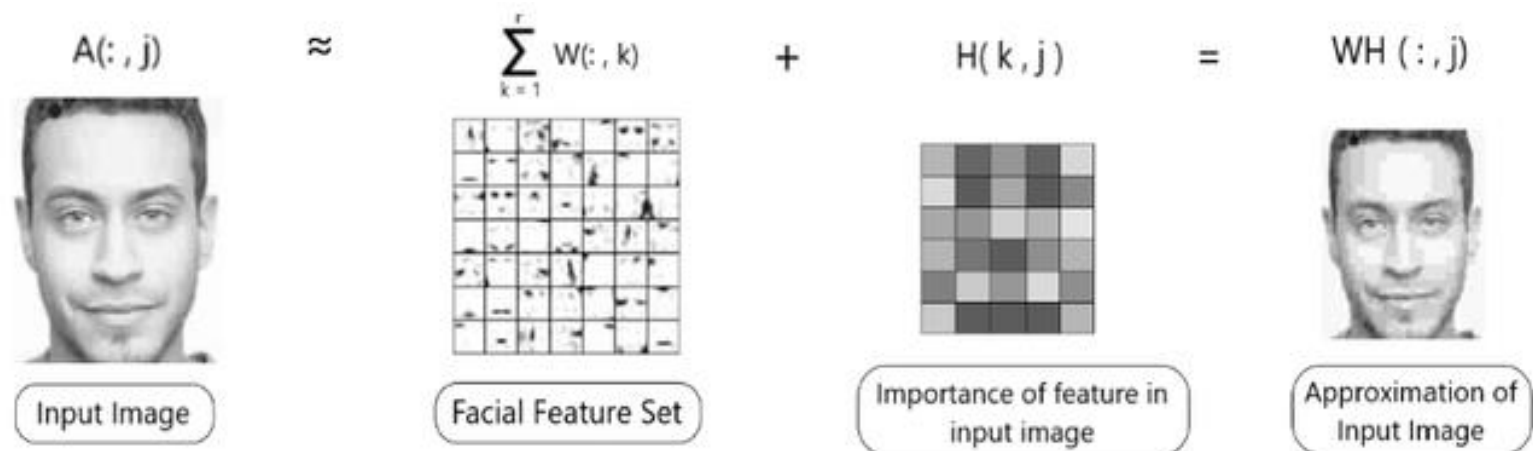 A(: , j) ≈ r
∑ W(: , k) + H( k , j ) = WH ( : , j)
k = 1
Input Image
Facial Feature Set
Importance of feature in
input image
Approximation of
Input Image